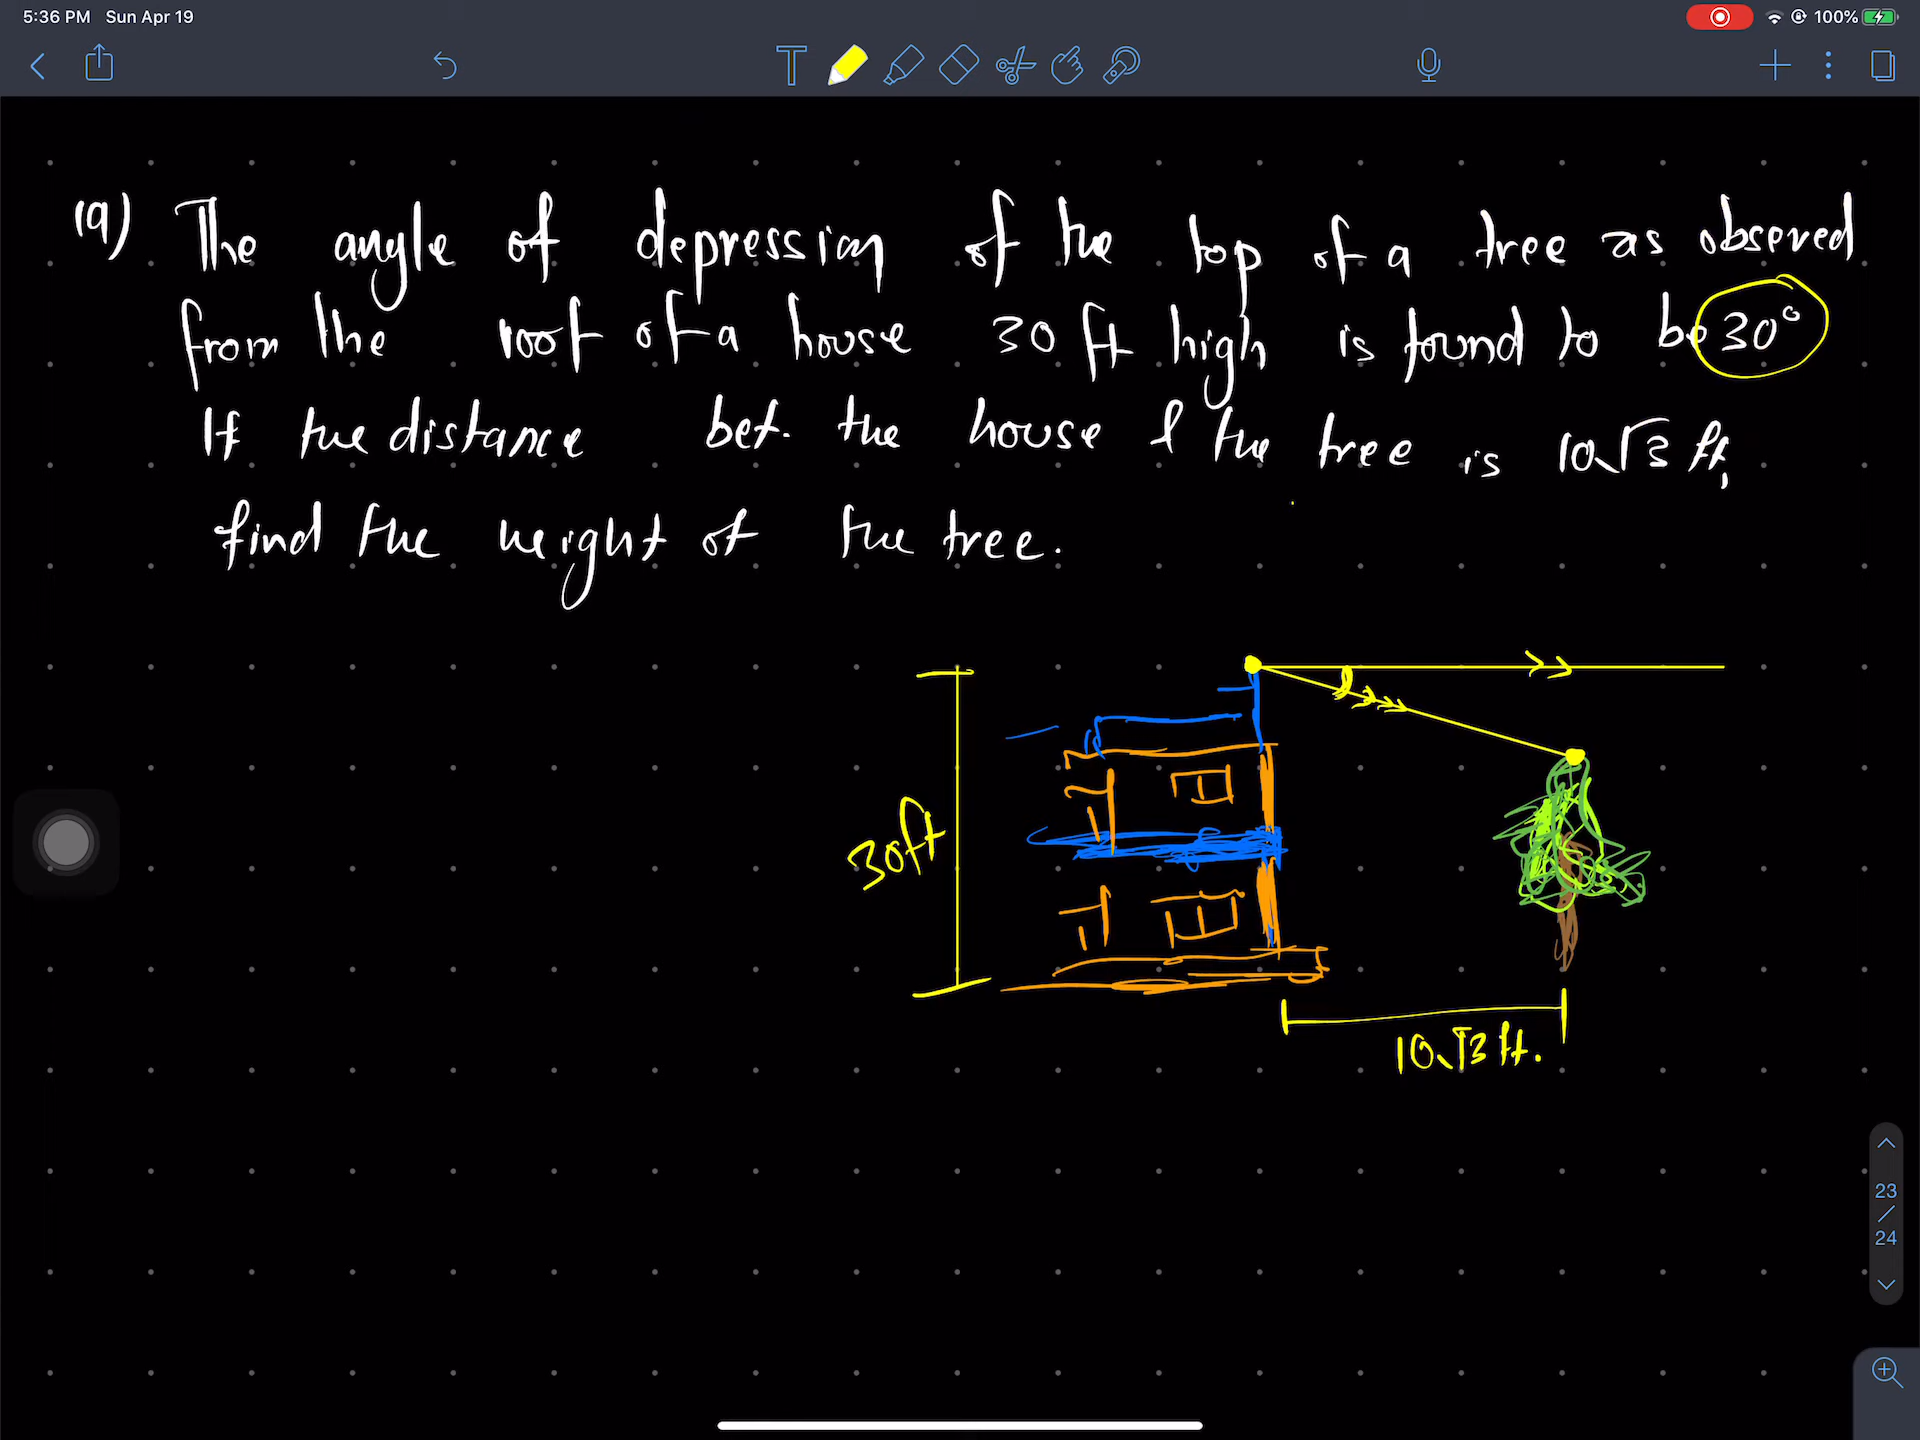 5:36 PM Sun Apr 19
100%
19) The angle of depression of the top of a tree as observed
from the roof of a house 30 ft high is found to be 30°
If the distance bet. the house & the tree is 10√3 ft,
find the height of the tree.
30ft
10√3 ft.
23
/
24